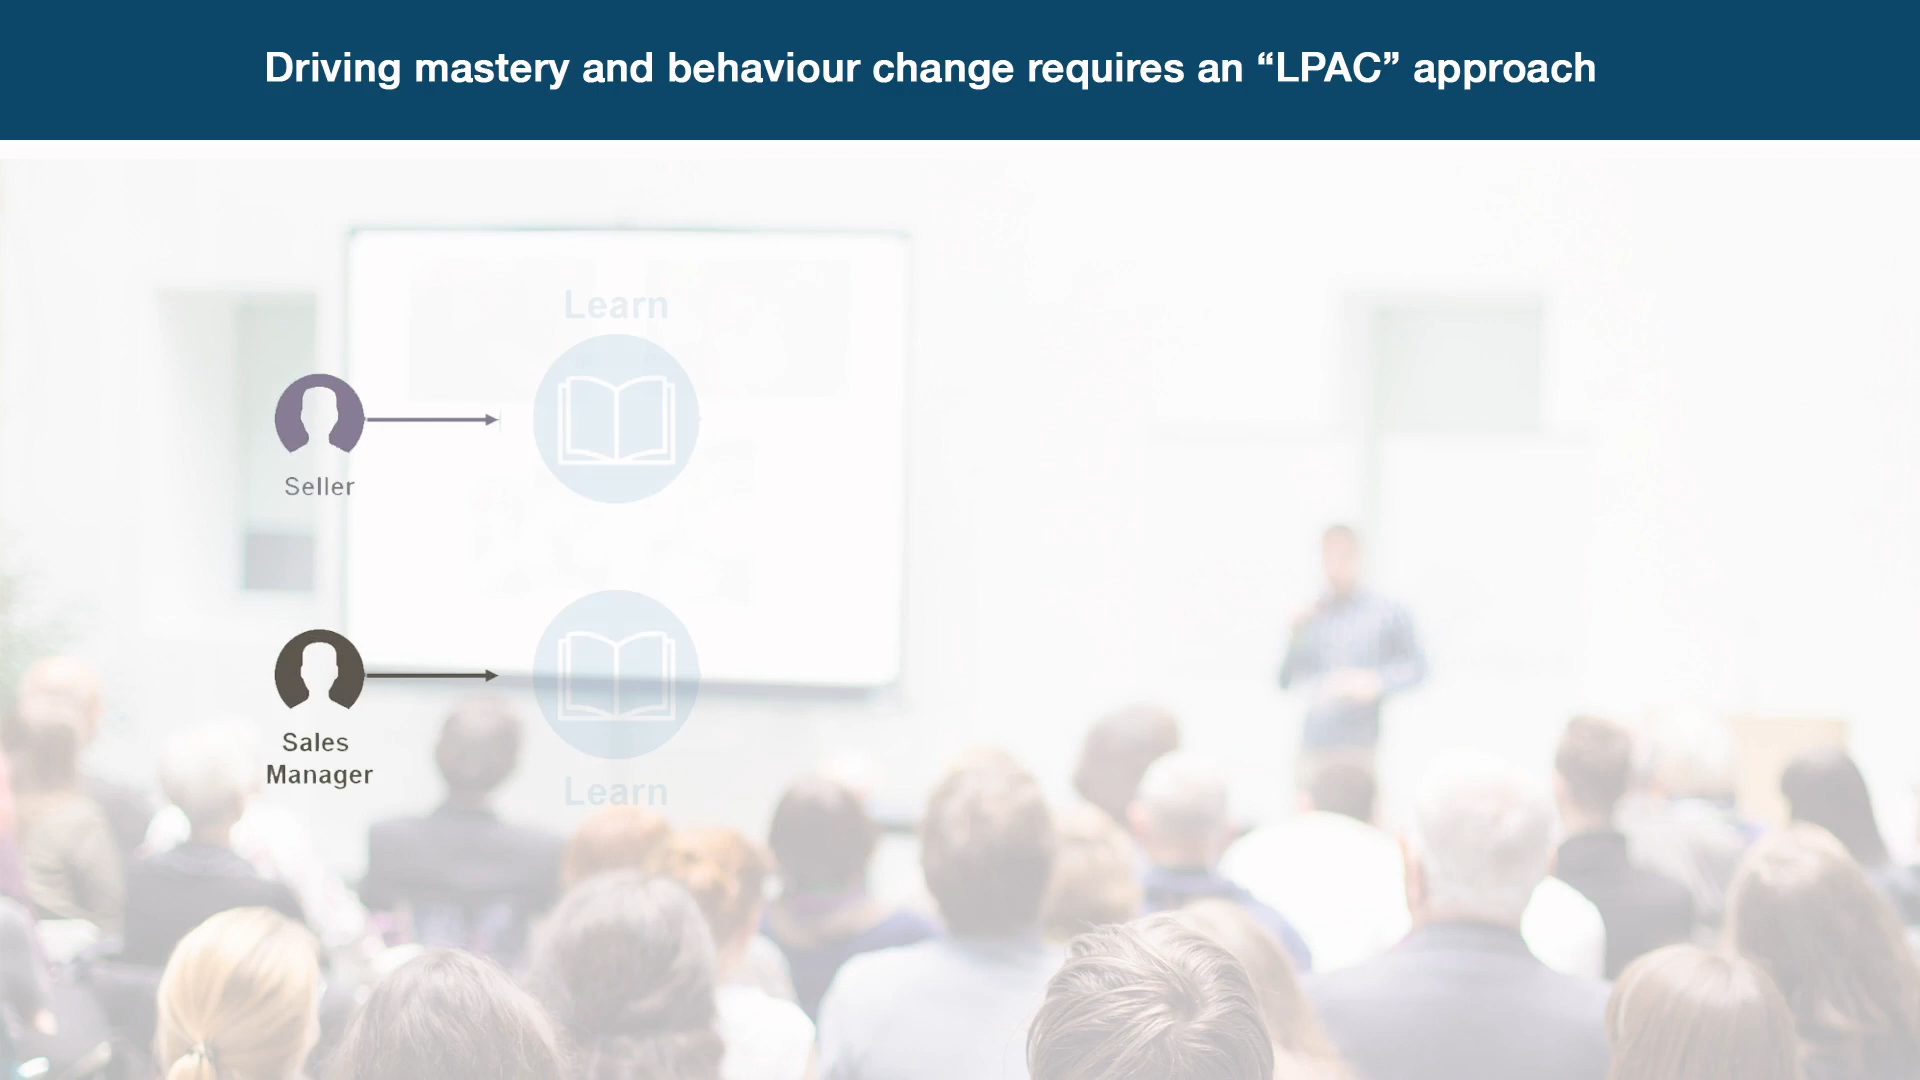 Driving mastery and behaviour change requires an “LPAC” approach
Learn
Seller
Sales
Manager
Learn